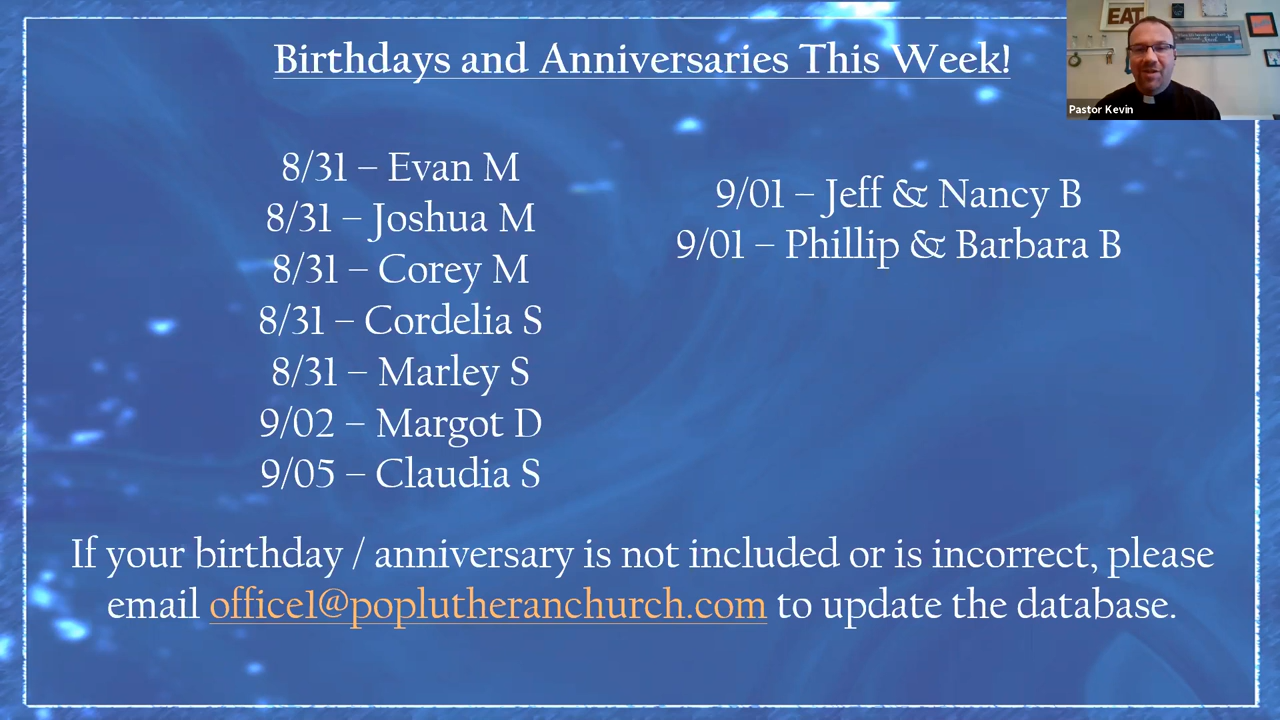 Birthdays and Anniversaries This Week!
EAT
Pastor Kevin
8/31 – Evan M
8/31 – Joshua M
8/31 – Corey M
8/31 – Cordelia S
8/31 – Marley S
9/02 – Margot D
9/05 – Claudia S
9/01 – Jeff & Nancy B
9/01 – Phillip & Barbara B
If your birthday / anniversary is not included or is incorrect, please
email office1@poplutheranchurch.com to update the database.